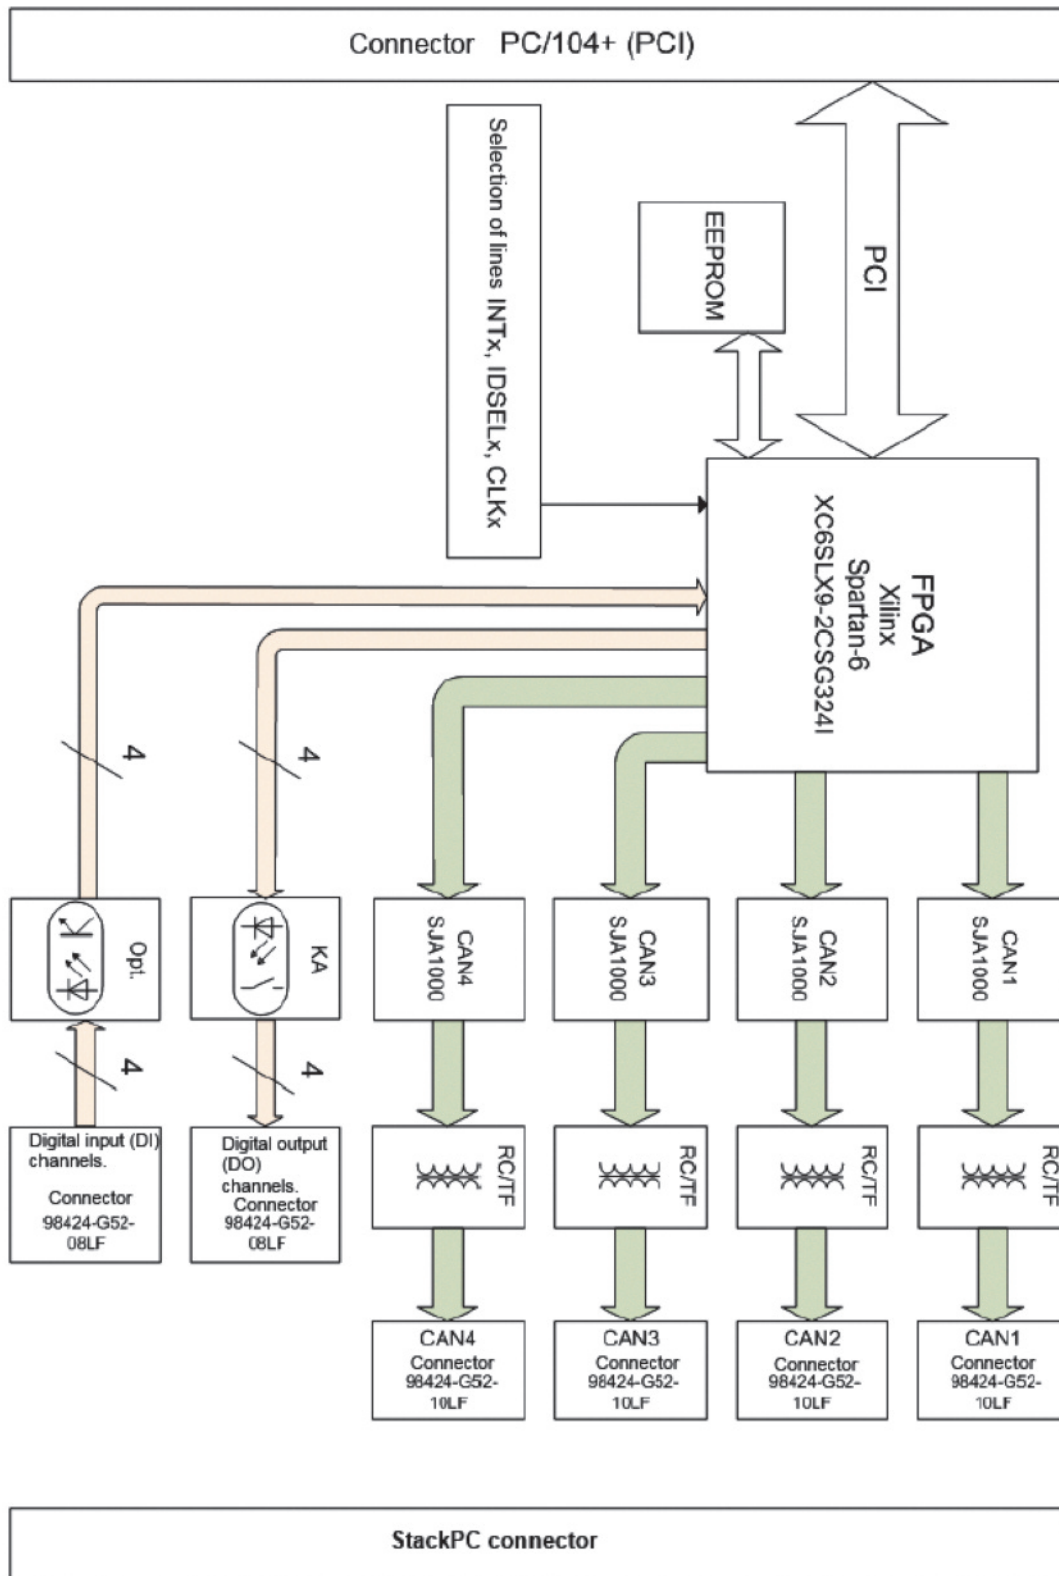 Connector PC/104+ (PCI)
Selection of lines INTx, IDSELx, CLKx
EEPROM
PCI
FPGA
Xilinx
Spartan-6
XC6SLX9-2CSG324I
4
4
Opt.
KA
CAN4
SJA1000
CAN3
SJA1000
CAN2
SJA1000
CAN1
SJA1000
4
4
Digital input (DI)
channels.
Connector
98424-G52-
08LF
Digital output
(DO)
channels.
Connector
98424-G52-
08LF
RC/TF
RC/TF
RC/TF
RC/TF
CAN4
Connector
98424-G52-
10LF
CAN3
Connector
98424-G52-
10LF
CAN2
Connector
98424-G52-
10LF
CAN1
Connector
98424-G52-
10LF
StackPC connector